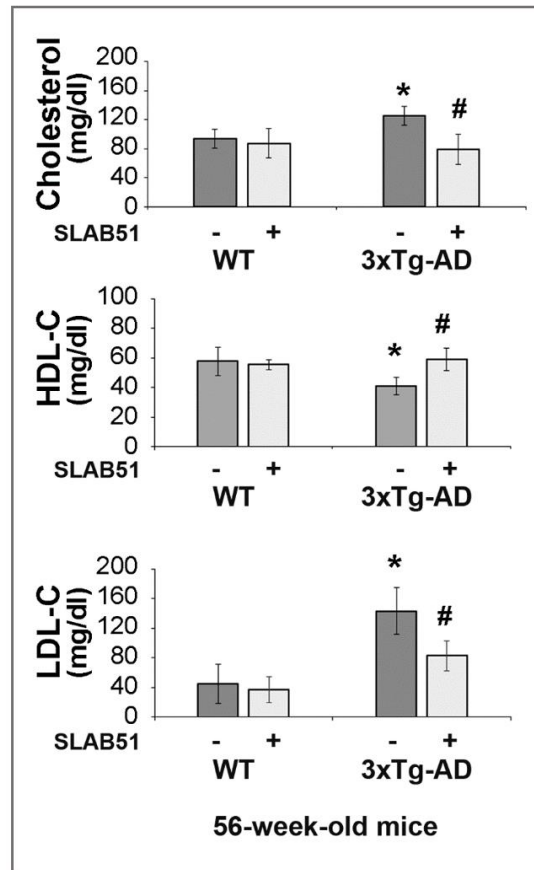 Cholesterol
(mg/dl)
200
160
120
80
40
0
*
#
SLAB51 - + - +
WT 3xTg-AD
HDL-C
(mg/dl)
100
80
60
40
20
0
*
#
SLAB51 - + - +
WT 3xTg-AD
LDL-C
(mg/dl)
200
160
120
80
40
0
*
#
SLAB51 - + - +
WT 3xTg-AD
56-week-old mice